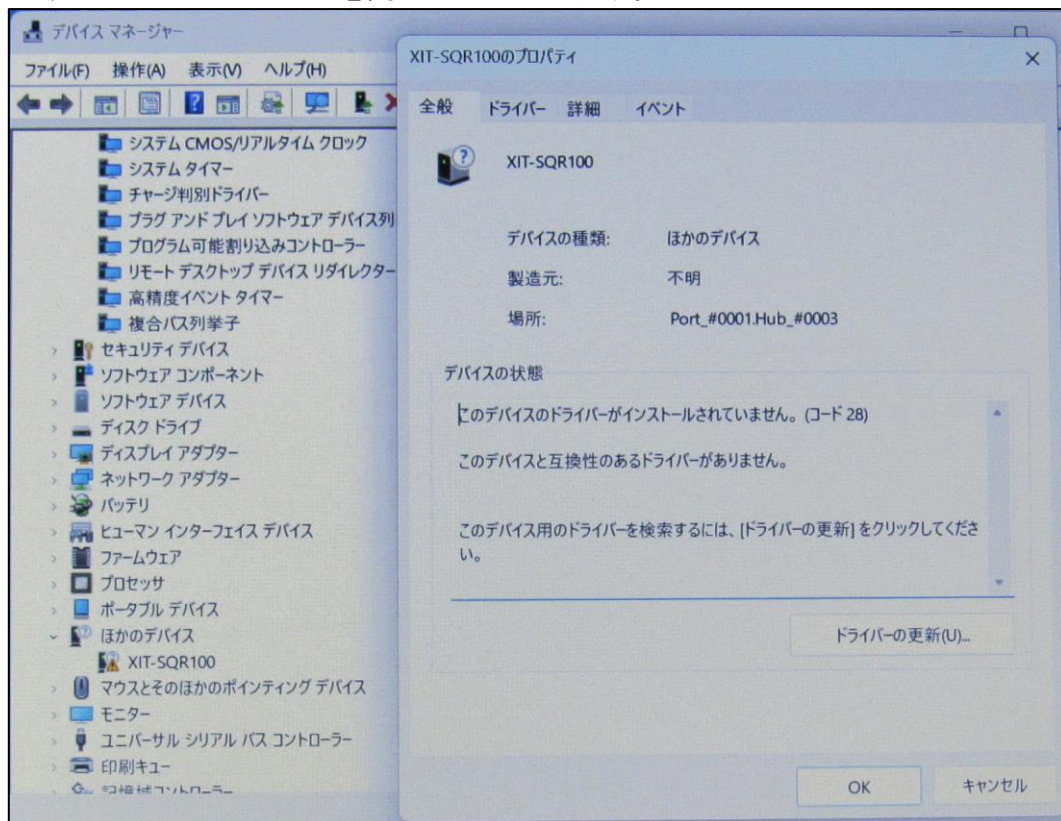 デバイス マネージャー
ファイル(F) 操作(A) 表示(V) ヘルプ(H)
システム CMOS/リアルタイム クロック
システム タイマー
チャージ判別ドライバー
プラグ アンド プレイ ソフトウェア デバイス列
プログラム可能割り込みコントローラー
リモート デスクトップ デバイス リダイレクター
高精度イベント タイマー
複合バス列挙子
セキュリティ デバイス
ソフトウェア コンポーネント
ソフトウェア デバイス
ディスク ドライブ
ディスプレイ アダプター
ネットワーク アダプター
バッテリ
ヒューマン インターフェイス デバイス
ファームウェア
プロセッサ
ポータブル デバイス
ほかのデバイス
XIT-SQR100
マウスとそのほかのポインティング デバイス
モニター
ユニバーサル シリアル バス コントローラー
印刷キュー
記憶域コントローラー
XIT-SQR100のプロパティ
全般 ドライバー 詳細 イベント
XIT-SQR100
デバイスの種類: ほかのデバイス
製造元: 不明
場所: Port_#0001.Hub_#0003
デバイスの状態
このデバイスのドライバーがインストールされていません。 (コード 28)
このデバイスと互換性のあるドライバーがありません。
このデバイス用のドライバーを検索するには、[ドライバーの更新] をクリックしてくださ
い。
ドライバーの更新(U)...
OK キャンセル